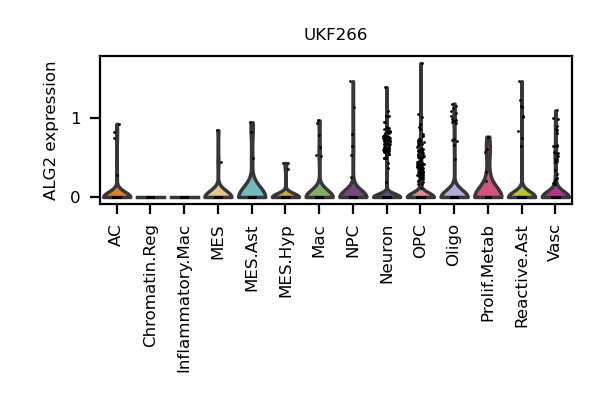 UKF266
ALG2 expression
1
0
AC
Chromatin.Reg
Inflammatory.Mac
MES
MES.Ast
MES.Hyp
Mac
NPC
Neuron
OPC
Oligo
Prolif.Metab
Reactive.Ast
Vasc